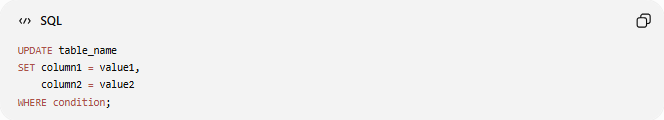 SQL
UPDATE table_name
SET column1 = value1,
    column2 = value2
WHERE condition;